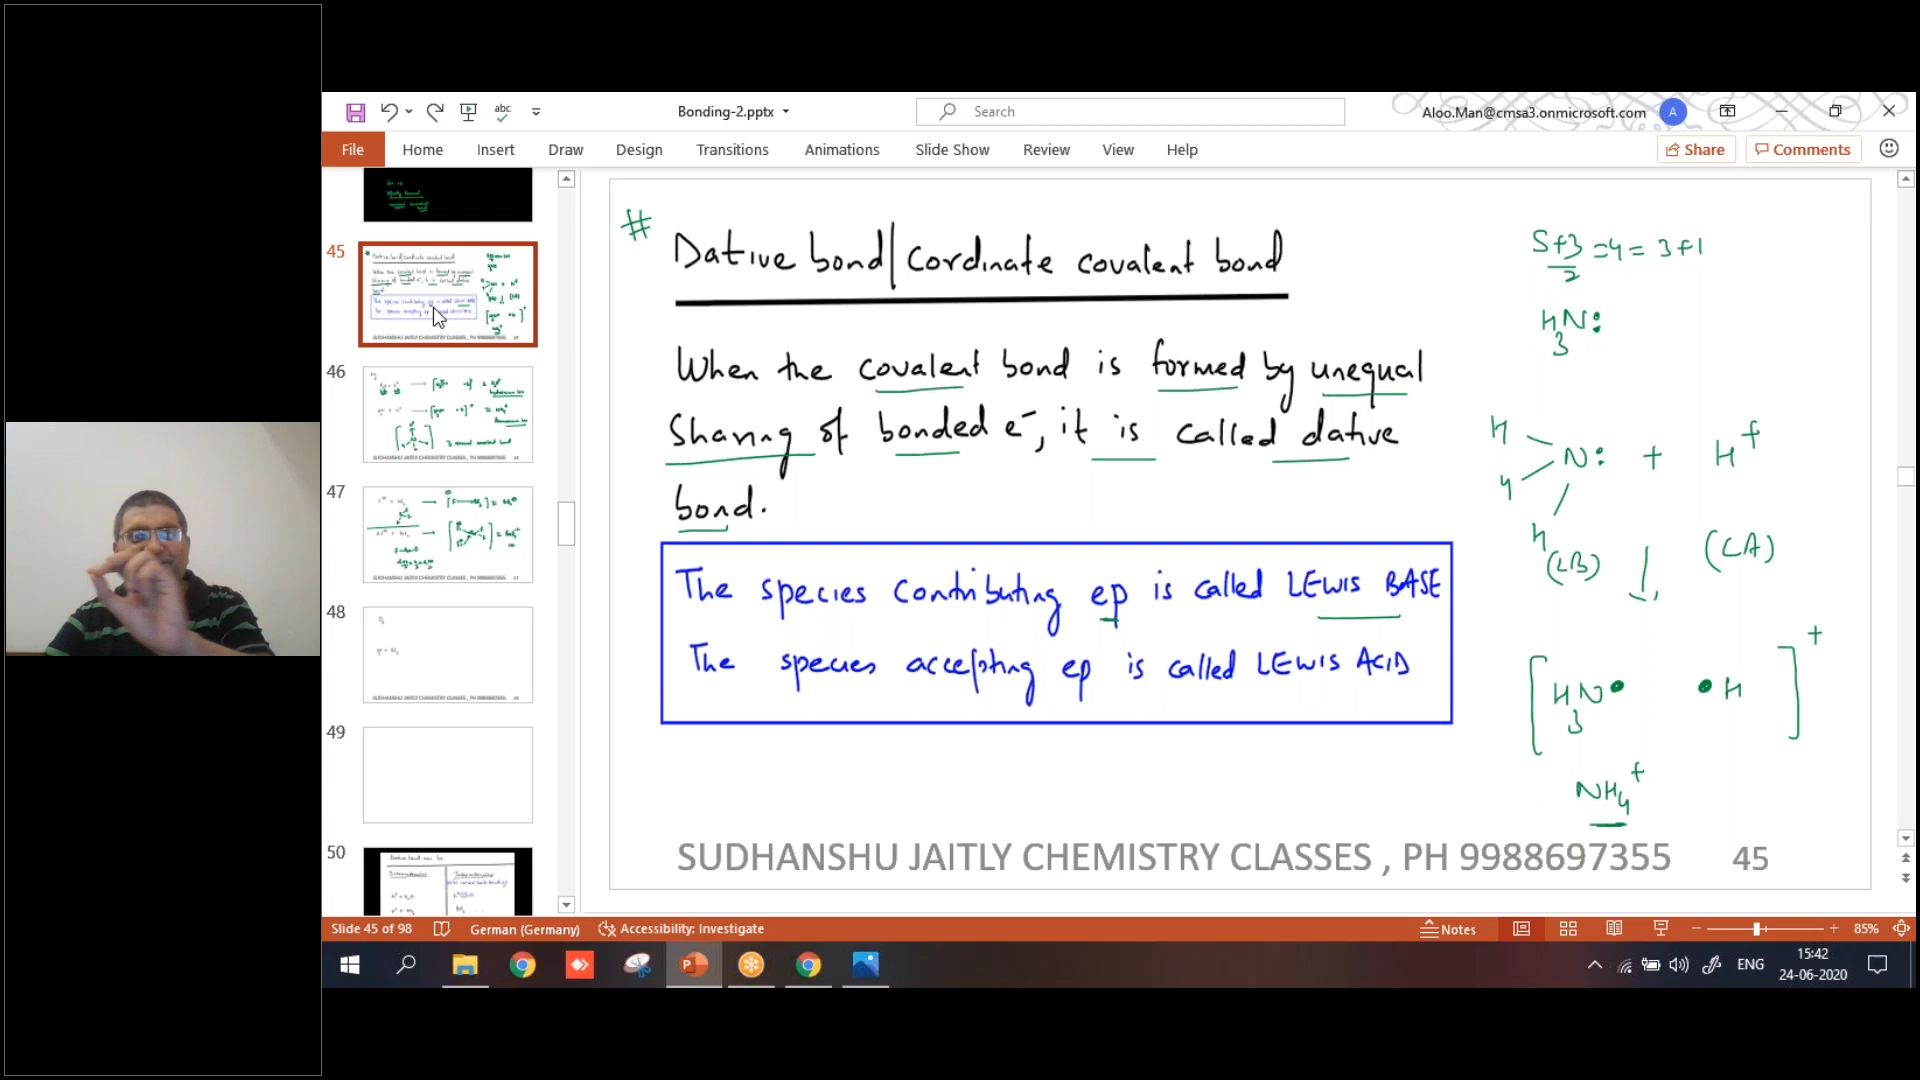 abc
Bonding-2.pptx
Search
Aloo.Man@cmsa3.onmicrosoft.com
A
File
Home
Insert
Draw
Design
Transitions
Animations
Slide Show
Review
View
Help
Share
Comments
45
46
47
48
49
50
#
Dative bond/Cordinate covalent bond
When the covalent bond is formed by unequal
Sharing of bonded e⁻, it is called dative
bond.
The species contributing ep is called LEWIS BASE
The species accepting ep is called LEWIS ACID
5+3/2 = 4 = 3+1
H3N:
H
H
N: + H+
H
(LB) ↓ (LA)
[H3N• •H]+
NH4+
SUDHANSHU JAITLY CHEMISTRY CLASSES , PH 9988697355
45
Slide 45 of 98
German (Germany)
Accessibility: Investigate
Notes
85%
ENG
15:42
24-06-2020